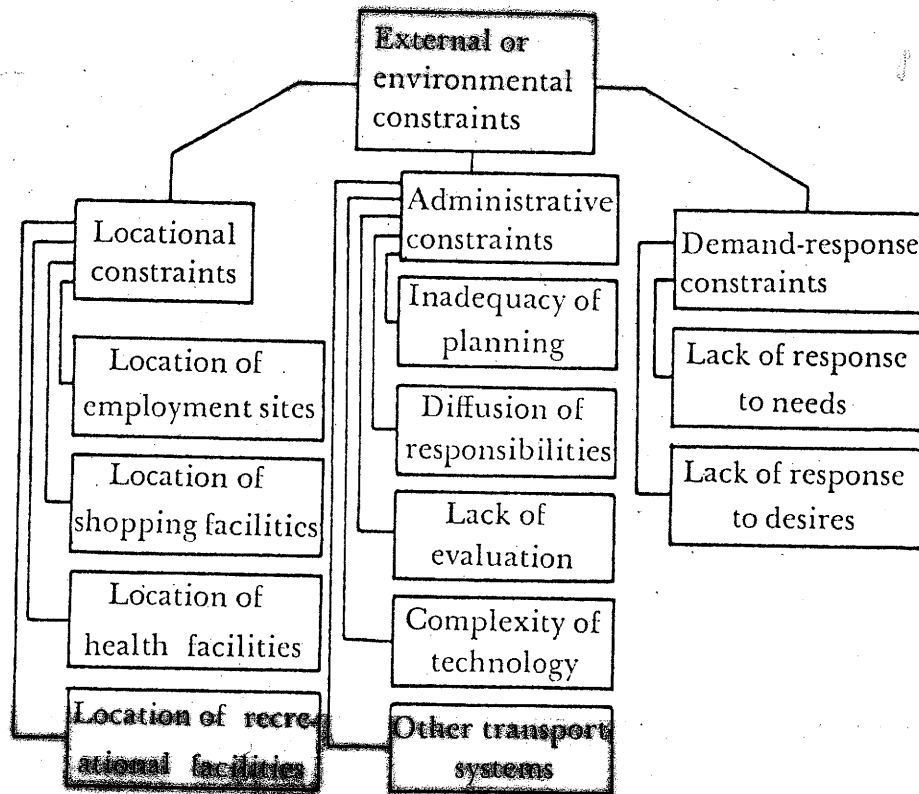 External or
environmental
constraints
Locational
constraints
Location of
employment sites
Location of
shopping facilities
Location of
health facilities
Location of recre-
ational facilities
Administrative
constraints
Inadequacy of
planning
Diffusion of
responsibilities
Lack of
evaluation
Complexity of
technology
Other transport
systems
Demand-response
constraints
Lack of response
to needs
Lack of response
to desires